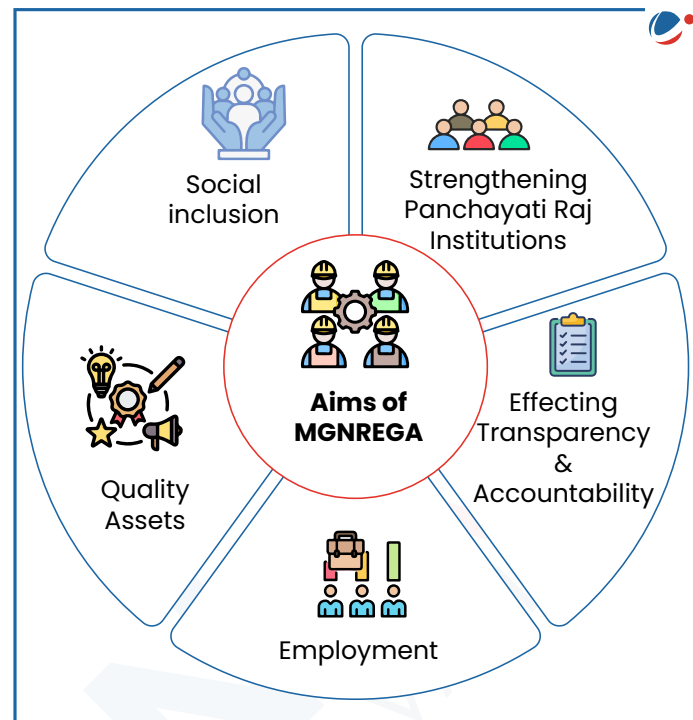 Social
inclusion
Strengthening
Panchayati Raj
Institutions
Aims of
MGNREGA
Effecting
Transparency
&
Accountability
Quality
Assets
Employment